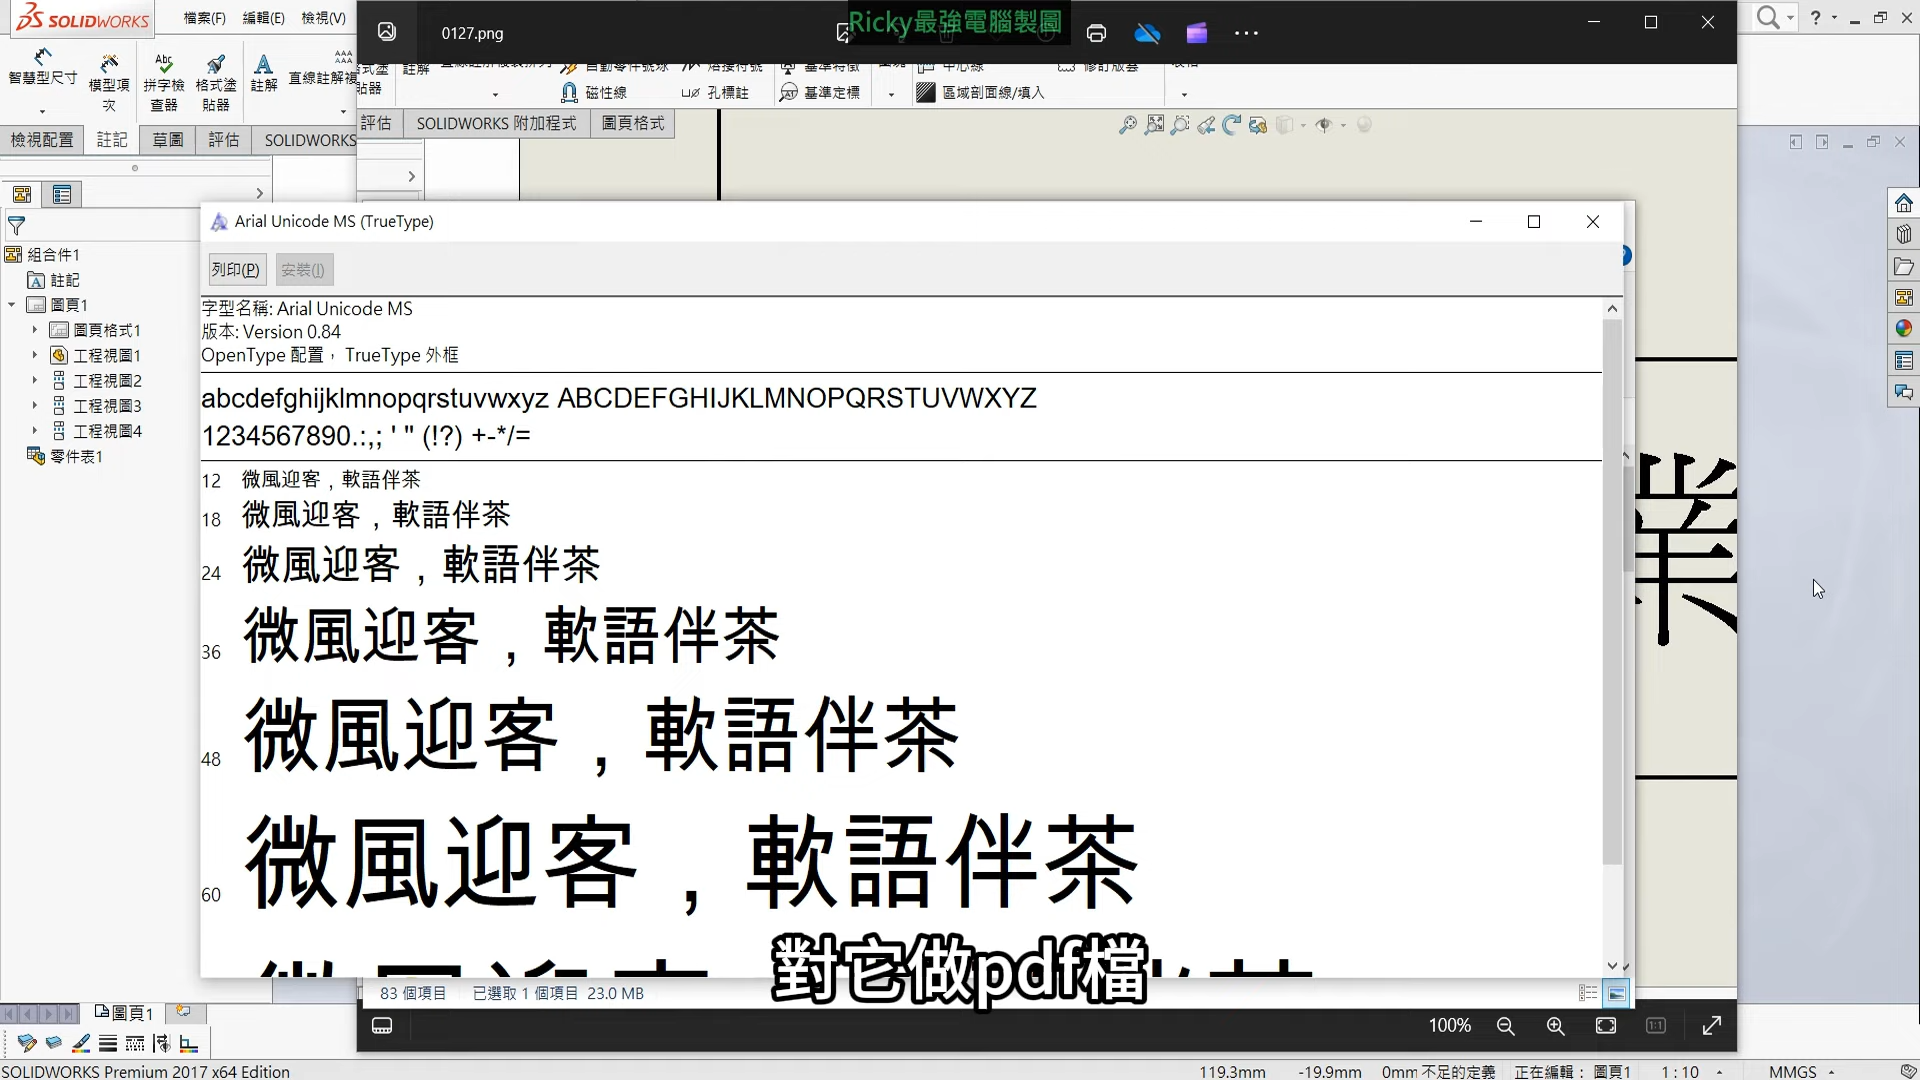 SOLIDWORKS 檔案(F) 編輯(E) 檢視(V)
0127.png
Ricky最強電腦製圖
智慧型尺寸
模型項次
拼字檢查器
格式塗貼器
註解
直線註解複
磁性線
孔標註
基準定標
區域剖面線/填入
檢視配置 註記 草圖 評估 SOLIDWORKS
評估 SOLIDWORKS 附加程式 圖頁格式
組合件1
註記
圖頁1
圖頁格式1
工程視圖1
工程視圖2
工程視圖3
工程視圖4
零件表1
Arial Unicode MS (TrueType)
列印(P) 安裝(I)
字型名稱: Arial Unicode MS
版本: Version 0.84
OpenType 配置， TrueType 外框
abcdefghijklmnopqrstuvwxyz ABCDEFGHIJKLMNOPQRSTUVWXYZ
1234567890.:,; ' " (!?) +-*/=
12 微風迎客，軟語伴茶
18 微風迎客，軟語伴茶
24 微風迎客，軟語伴茶
36 微風迎客，軟語伴茶
48 微風迎客，軟語伴茶
60 微風迎客，軟語伴茶
業
對它做pdf檔
83 個項目 已選取 1 個項目 23.0 MB
圖頁1
100%
SOLIDWORKS Premium 2017 x64 Edition
119.3mm -19.9mm 0mm 不足的定義 正在編輯： 圖頁1 1 : 10 MMGS